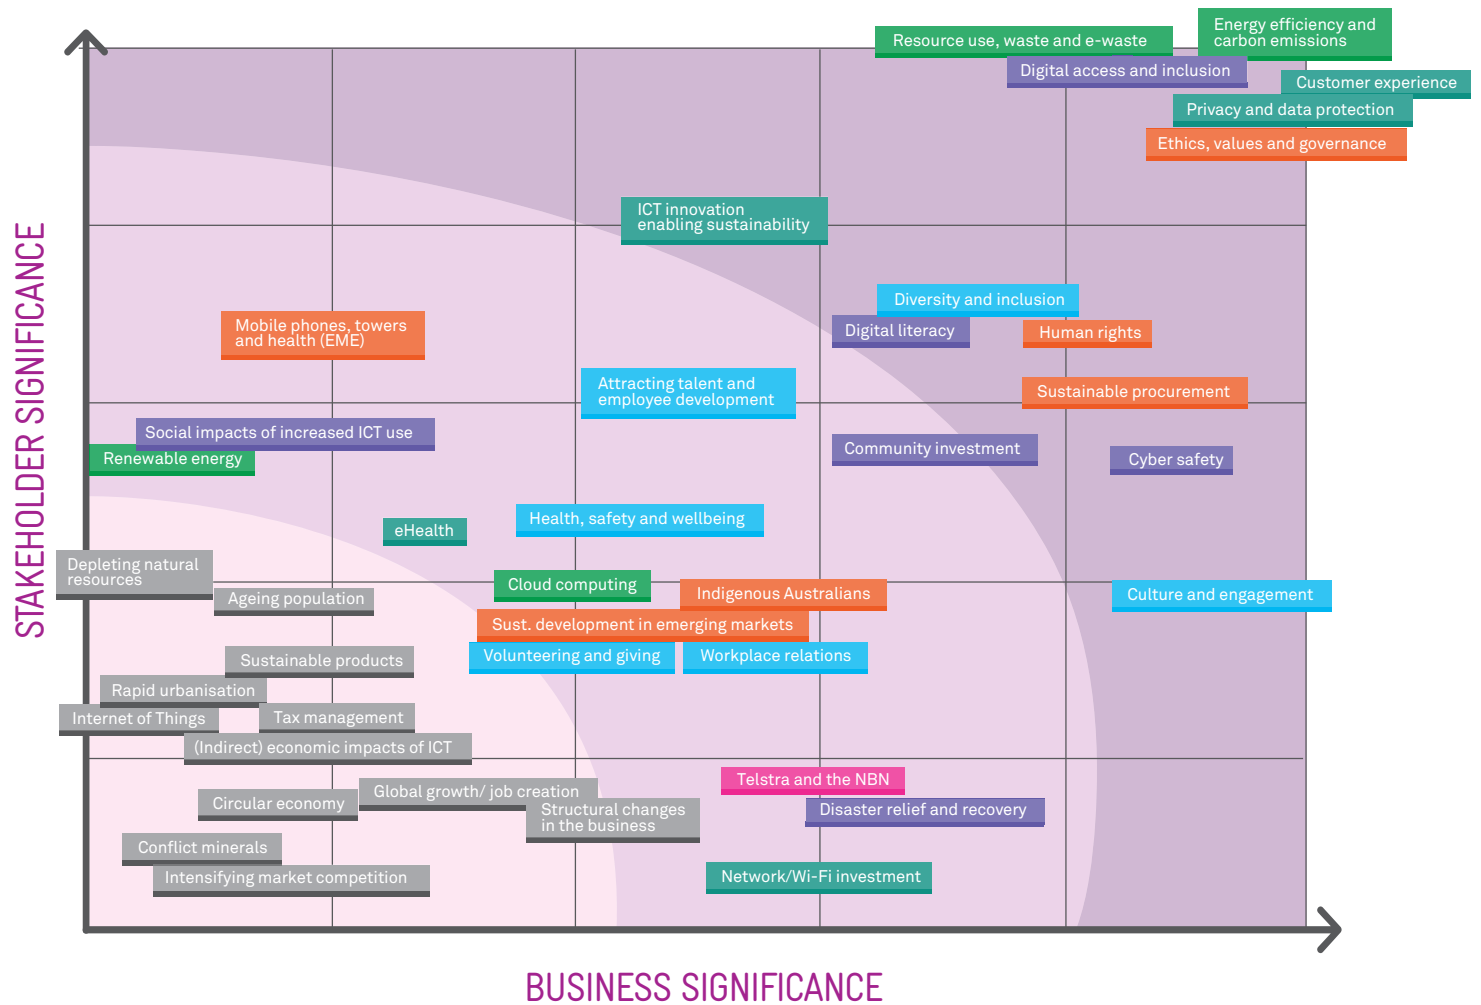 Energy efficiency and
carbon emissions
Resource use, waste and e-waste
Digital access and inclusion
Customer experience
Privacy and data protection
Ethics, values and governance
ICT innovation
enabling sustainability
Diversity and inclusion
Mobile phones, towers
and health (EME)
Digital literacy
Human rights
Attracting talent and
employee development
Sustainable procurement
Social impacts of increased ICT use
Renewable energy
Community investment
Cyber safety
eHealth
Health, safety and wellbeing
Depleting natural
resources
Ageing population
Cloud computing
Indigenous Australians
Culture and engagement
Sust. development in emerging markets
Volunteering and giving
Workplace relations
Sustainable products
Rapid urbanisation
Internet of Things
Tax management
(Indirect) economic impacts of ICT
Telstra and the NBN
Global growth/ job creation
Circular economy
Structural changes
in the business
Disaster relief and recovery
Conflict minerals
Intensifying market competition
Network/Wi-Fi investment
STAKEHOLDER SIGNIFICANCE
BUSINESS SIGNIFICANCE